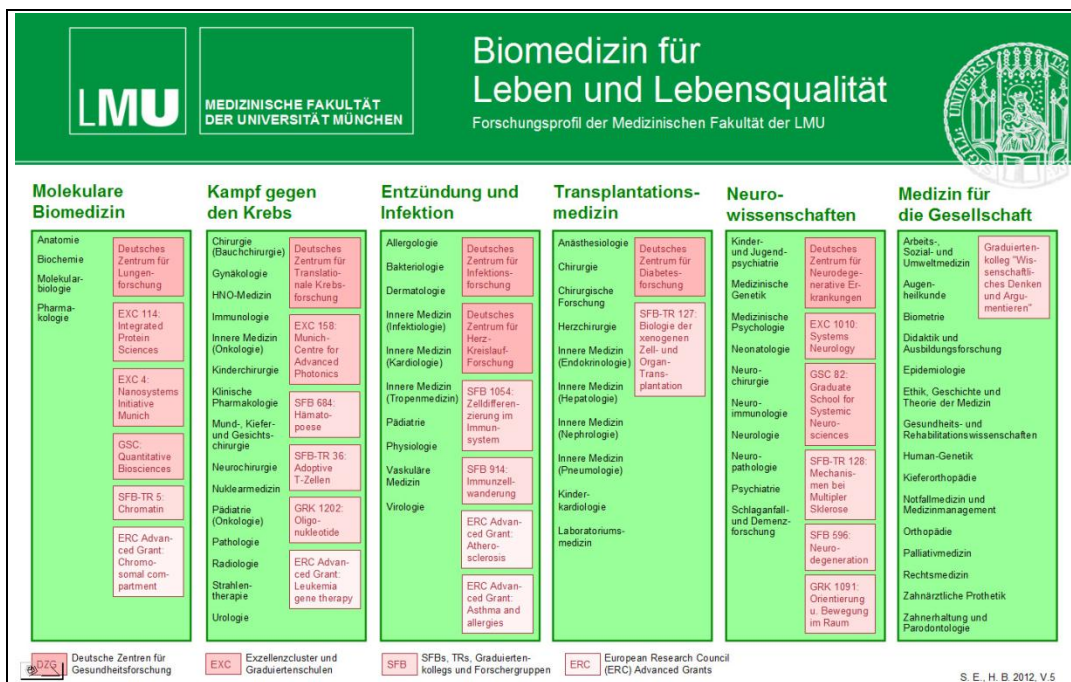 LMU
MEDIZINISCHE FAKULTÄT
DER UNIVERSITÄT MÜNCHEN
Biomedizin für
Leben und Lebensqualität
Forschungsprofil der Medizinischen Fakultät der LMU
Molekulare
Biomedizin
Anatomie
Biochemie
Molekular-
biologie
Pharma-
kologie
Deutsches
Zentrum für
Lungen-
forschung
EXC 114:
Integrated
Protein
Sciences
EXC 4:
Nanosystems
Initiative
Munich
GSC:
Quantitative
Biosciences
SFB-TR 5:
Chromatin
ERC Advan-
ced Grant:
Chromo-
somal com-
partment
Kampf gegen
den Krebs
Chirurgie
(Bauchchirurgie)
Gynäkologie
HNO-Medizin
Immunologie
Innere Medizin
(Onkologie)
Kinderchirurgie
Klinische
Pharmakologie
Mund-, Kiefer-
und Gesichts-
chirurgie
Neurochirurgie
Nuklearmedizin
Pädiatrie
(Onkologie)
Pathologie
Radiologie
Strahlen-
therapie
Urologie
Deutsches
Zentrum für
Translatio-
nale Krebs-
forschung
EXC 158:
Munich-
Centre for
Advanced
Photonics
SFB 684:
Hämato-
poese
SFB-TR 36:
Adoptive
T-Zellen
GRK 1202:
Oligo-
nukleotide
ERC Advan-
ced Grant:
Leukemia
gene therapy
Entzündung und
Infektion
Allergologie
Bakteriologie
Dermatologie
Innere Medizin
(Infektiologie)
Innere Medizin
(Kardiologie)
Innere Medizin
(Tropenmedizin)
Pädiatrie
Physiologie
Vaskuläre
Medizin
Virologie
Deutsches
Zentrum für
Infektions-
forschung
Deutsches
Zentrum für
Herz-
Kreislauf-
Forschung
SFB 1054:
Zelldifferen-
zierung im
Immun-
system
SFB 914:
Immunzell-
wanderung
ERC Advan-
ced Grant:
Athero-
sclerosis
ERC Advan-
ced Grant:
Asthma and
allergies
Transplantations-
medizin
Anästhesiologie
Chirurgie
Chirurgische
Forschung
Herzchirurgie
Innere Medizin
(Endokrinologie)
Innere Medizin
(Hepatologie)
Innere Medizin
(Nephrologie)
Innere Medizin
(Pneumologie)
Kinder-
kardiologie
Laboratoriums-
medizin
Deutsches
Zentrum für
Diabetes-
forschung
SFB-TR 127:
Biologie der
xenogenen
Zell- und
Organ-
Trans-
plantation
Neuro-
wissenschaften
Kinder-
und Jugend-
psychiatrie
Medizinische
Genetik
Medizinische
Psychologie
Neonatologie
Neuro-
chirurgie
Neuro-
immunologie
Neurologie
Neuro-
pathologie
Psychiatrie
Schlaganfall-
und Demenz-
forschung
Deutsches
Zentrum für
Neurodege-
nerative Er-
krankungen
EXC 1010:
Systems
Neurology
GSC 82:
Graduate
School for
Systemic
Neuro-
sciences
SFB-TR 128:
Mechanis-
men bei
Multipler
Sklerose
SFB 596:
Neuro-
degeneration
GRK 1091:
Orientierung
u. Bewegung
im Raum
Medizin für
die Gesellschaft
Arbeits-,
Sozial- und
Umweltmedizin
Augen-
heilkunde
Biometrie
Didaktik und
Ausbildungsforschung
Epidemiologie
Ethik, Geschichte und
Theorie der Medizin
Gesundheits- und
Rehabilitationswissenschaften
Human-Genetik
Kieferorthopädie
Notfallmedizin und
Medizinmanagement
Orthopädie
Palliativmedizin
Rechtsmedizin
Zahnärztliche Prothetik
Zahnerhaltung und
Parodontologie
Graduierten-
kolleg "Wis-
senschaftli-
ches Denken
und Argu-
mentieren"
DZG
Deutsche Zentren für
Gesundheitsforschung
EXC
Exzellenzcluster und
Graduiertenschulen
SFB
SFBs, TRs, Graduierten-
kollegs und Forschergruppen
ERC
European Research Council
(ERC) Advanced Grants
S. E., H. B. 2012, V.5